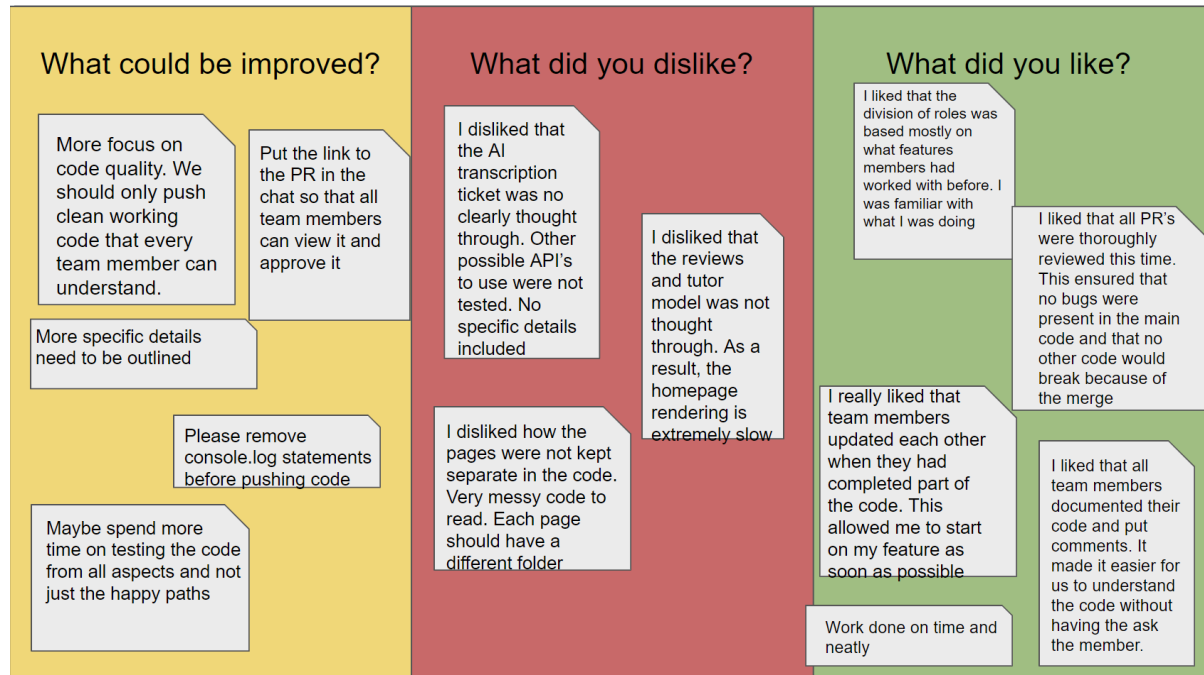 What could be improved?
More focus on
code quality. We
should only push
clean working
code that every
team member can
understand.
Put the link to
the PR in the
chat so that all
team members
can view it and
approve it
More specific details
need to be outlined
Please remove
console.log statements
before pushing code
Maybe spend more
time on testing the code
from all aspects and not
just the happy paths
What did you dislike?
I disliked that
the AI
transcription
ticket was no
clearly thought
through. Other
possible API's
to use were not
tested. No
specific details
included
I disliked that
the reviews
and tutor
model was not
thought
through. As a
result, the
homepage
rendering is
extremely slow
I disliked how the
pages were not kept
separate in the code.
Very messy code to
read. Each page
should have a
different folder
What did you like?
I liked that the
division of roles was
based mostly on
what features
members had
worked with before. I
was familiar with
what I was doing
I liked that all PR's
were thoroughly
reviewed this time.
This ensured that
no bugs were
present in the main
code and that no
other code would
break because of
the merge
I really liked that
team members
updated each other
when they had
completed part of
the code. This
allowed me to start
on my feature as
soon as possible
I liked that all
team members
documented their
code and put
comments. It
made it easier for
us to understand
the code without
having the ask
the member.
Work done on time and
neatly